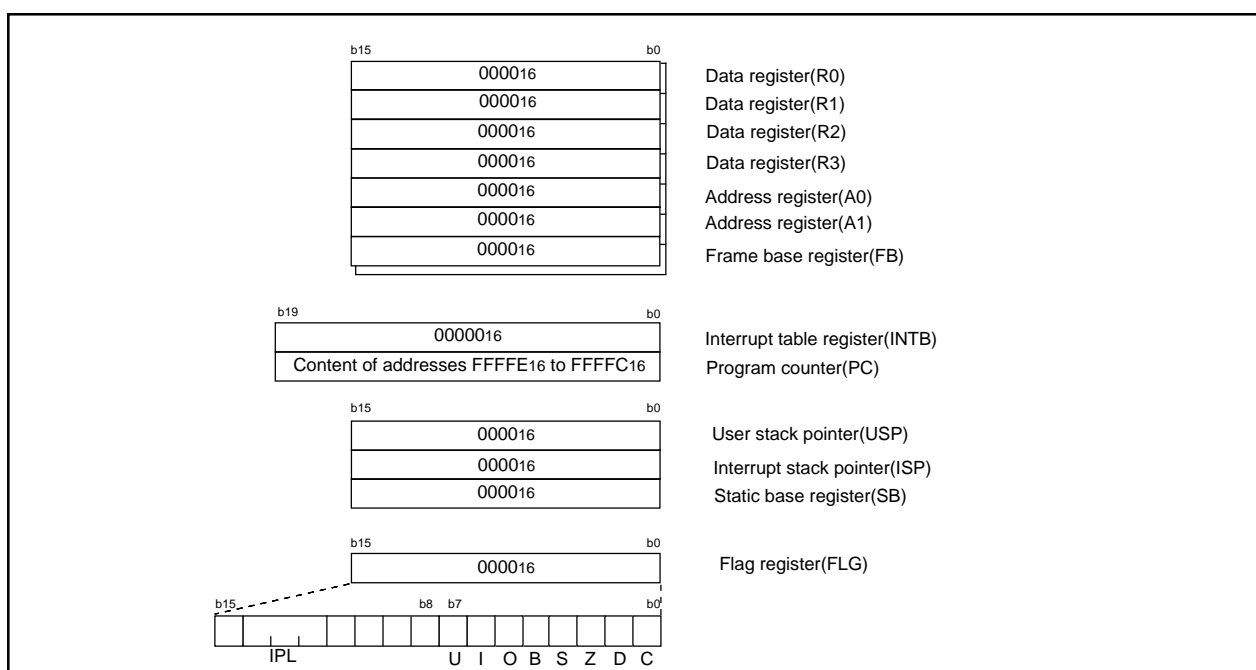 b15 b0
000016 Data register(R0)
000016 Data register(R1)
000016 Data register(R2)
000016 Data register(R3)
000016 Address register(A0)
000016 Address register(A1)
000016 Frame base register(FB)
b19 b0
0000016 Interrupt table register(INTB)
Content of addresses FFFFE16 to FFFFC16 Program counter(PC)
b15 b0
000016 User stack pointer(USP)
000016 Interrupt stack pointer(ISP)
000016 Static base register(SB)
b15 b0
000016 Flag register(FLG)
b15 b8 b7 b0
IPL U I O B S Z D C